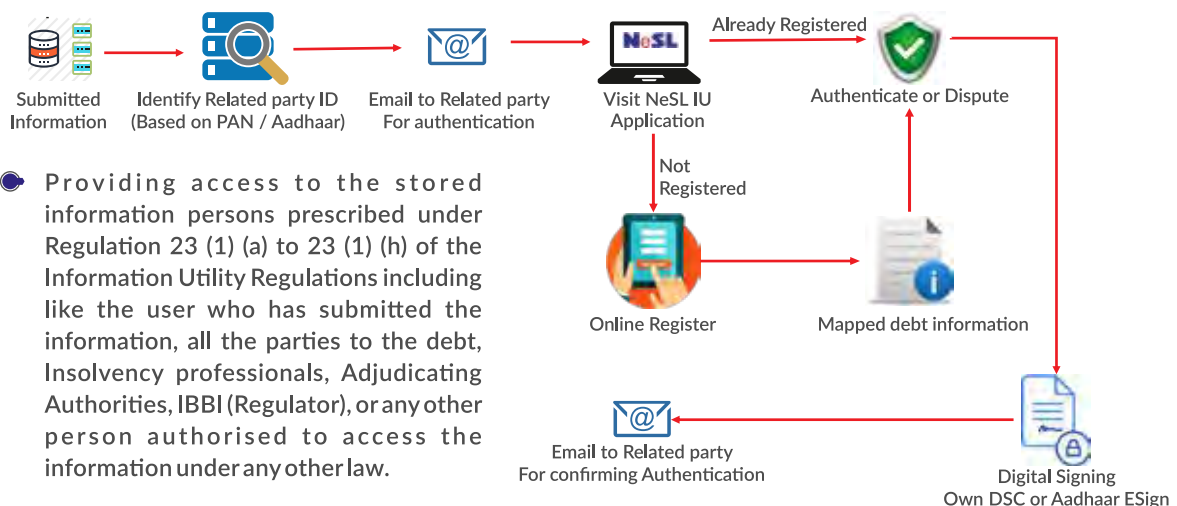 Submitted
Information
Identify Related party ID
(Based on PAN / Aadhaar)
@
Email to Related party
For authentication
NeSL
Visit NeSL IU
Application
Already Registered
Authenticate or Dispute
Not
Registered
Online Register
Mapped debt information
i
Providing access to the stored
information persons prescribed under
Regulation 23 (1) (a) to 23 (1) (h) of the
Information Utility Regulations including
like the user who has submitted the
information, all the parties to the debt,
Insolvency professionals, Adjudicating
Authorities, IBBI (Regulator), or any other
person authorised to access the
information under any other law.
@
Email to Related party
For confirming Authentication
Digital Signing
Own DSC or Aadhaar ESign